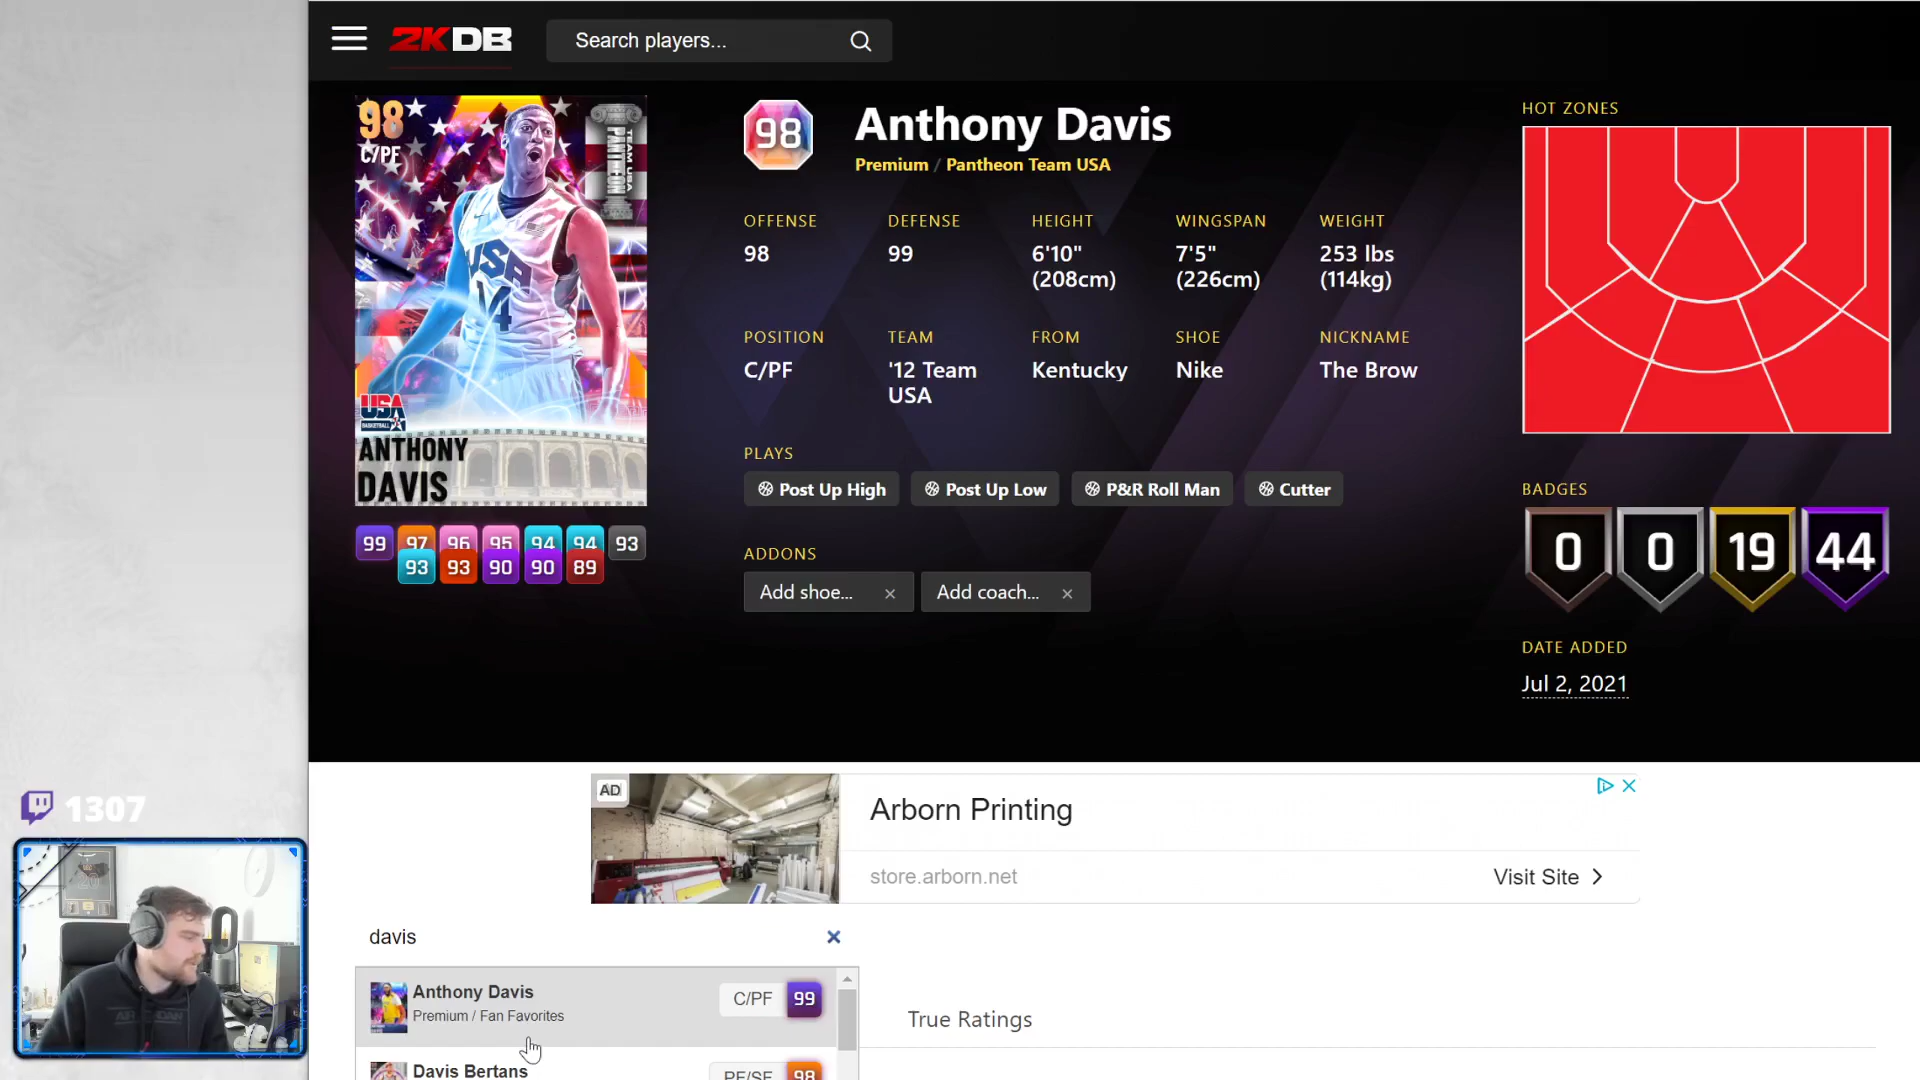 2KDB
Search players...
98
C/PF
TEAM USA
PANTHEON
USA
14
USA
BASKETBALL
ANTHONY
DAVIS
99 97 96 95 94 94 93
93 93 90 90 89
98
Anthony Davis
Premium / Pantheon Team USA
OFFENSE DEFENSE HEIGHT WINGSPAN WEIGHT
98 99 6'10" 7'5" 253 lbs
(208cm) (226cm) (114kg)
POSITION TEAM FROM SHOE NICKNAME
C/PF '12 Team Kentucky Nike The Brow
USA
PLAYS
Post Up High Post Up Low P&R Roll Man Cutter
ADDONS
Add shoe... × Add coach... ×
HOT ZONES
BADGES
0 0 19 44
DATE ADDED
Jul 2, 2021
1307
AD
Arborn Printing
store.arborn.net
Visit Site
davis
Anthony Davis
Premium / Fan Favorites
C/PF 99
Davis Bertans
PF/SF 98
True Ratings